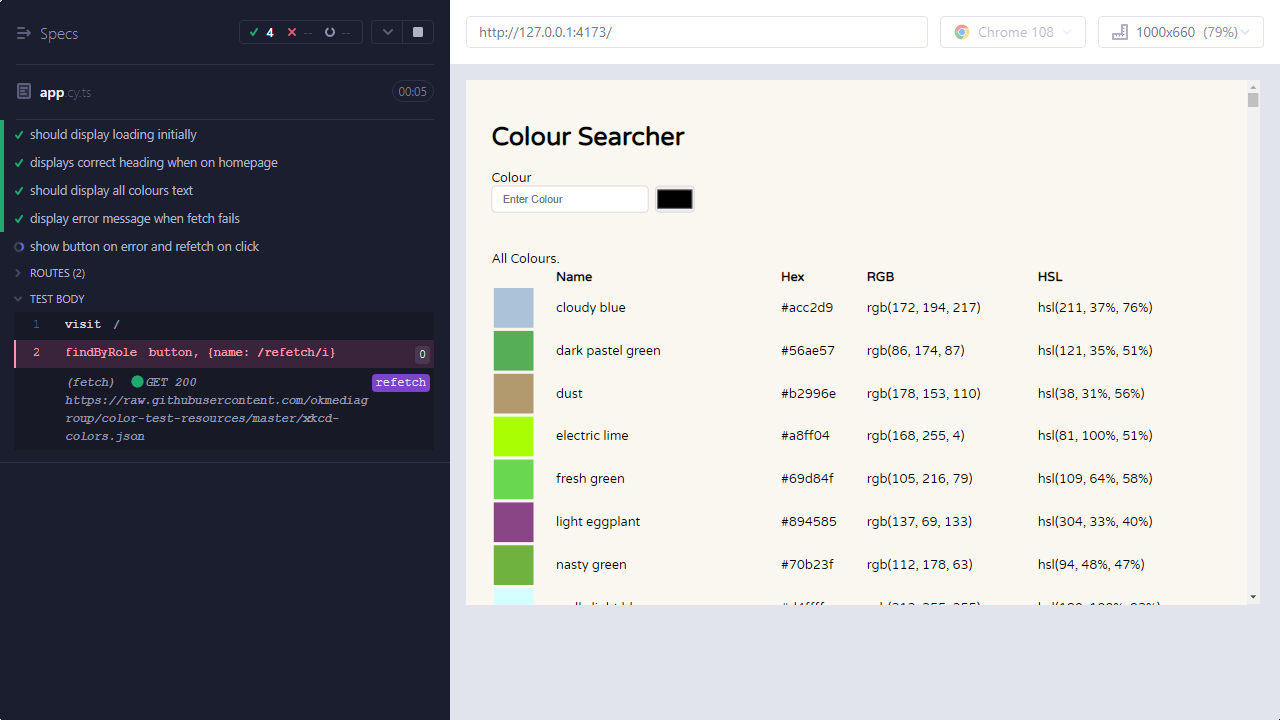 Specs
4 -- --
app.cy.ts
00:05
should display loading initially
displays correct heading when on homepage
should display all colours text
display error message when fetch fails
show button on error and refetch on click
ROUTES (2)
TEST BODY
1 visit /
2 findByRole button, {name: /refetch/i} 0
(fetch) GET 200 refetch
https://raw.githubusercontent.com/okmediag
roup/color-test-resources/master/xkcd-
colors.json
http://127.0.0.1:4173/
Chrome 108
1000x660 (79%)
Colour Searcher
Colour
Enter Colour
All Colours.
Name Hex RGB HSL
cloudy blue #acc2d9 rgb(172, 194, 217) hsl(211, 37%, 76%)
dark pastel green #56ae57 rgb(86, 174, 87) hsl(121, 35%, 51%)
dust #b2996e rgb(178, 153, 110) hsl(38, 31%, 56%)
electric lime #a8ff04 rgb(168, 255, 4) hsl(81, 100%, 51%)
fresh green #69d84f rgb(105, 216, 79) hsl(109, 64%, 58%)
light eggplant #894585 rgb(137, 69, 133) hsl(304, 33%, 40%)
nasty green #70b23f rgb(112, 178, 63) hsl(94, 48%, 47%)